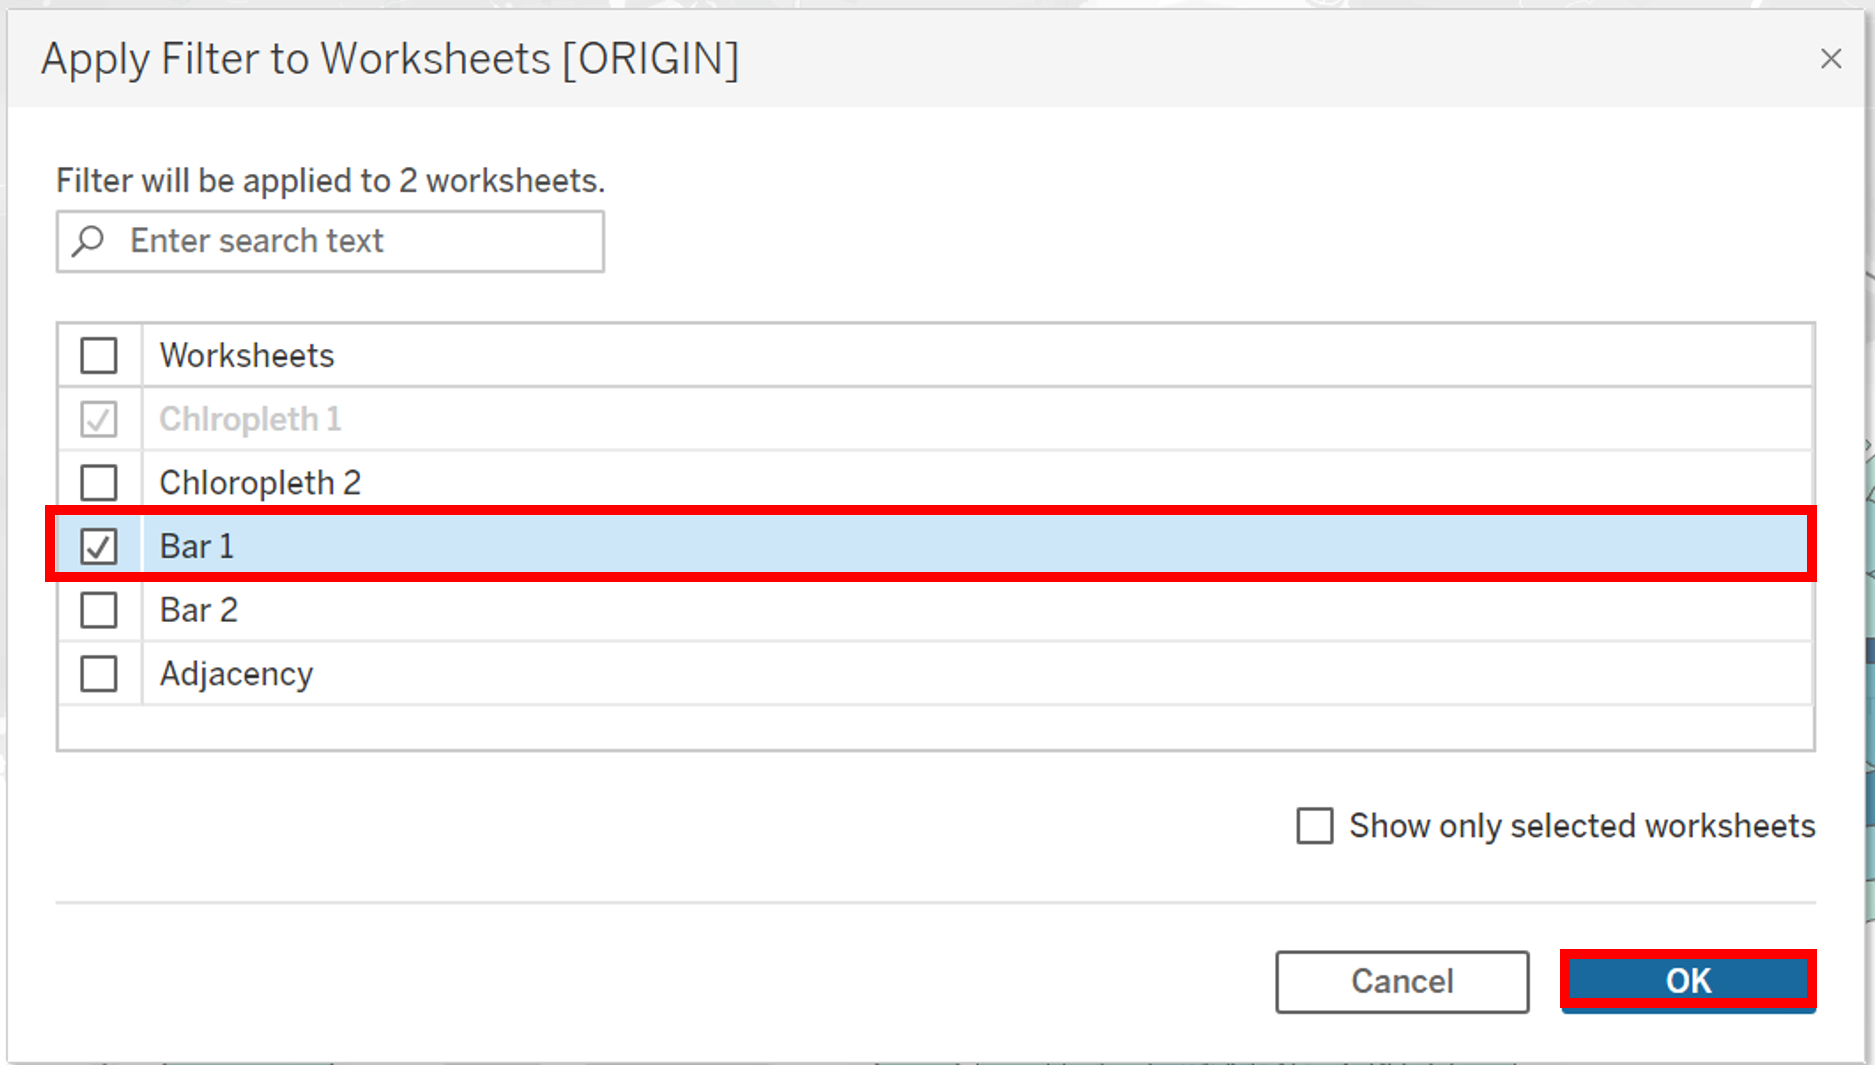 Apply Filter to Worksheets [ORIGIN]
Filter will be applied to 2 worksheets.
Enter search text
Worksheets
Chlropleth 1
Chloropleth 2
Bar 1
Bar 2
Adjacency
Show only selected worksheets
Cancel
OK